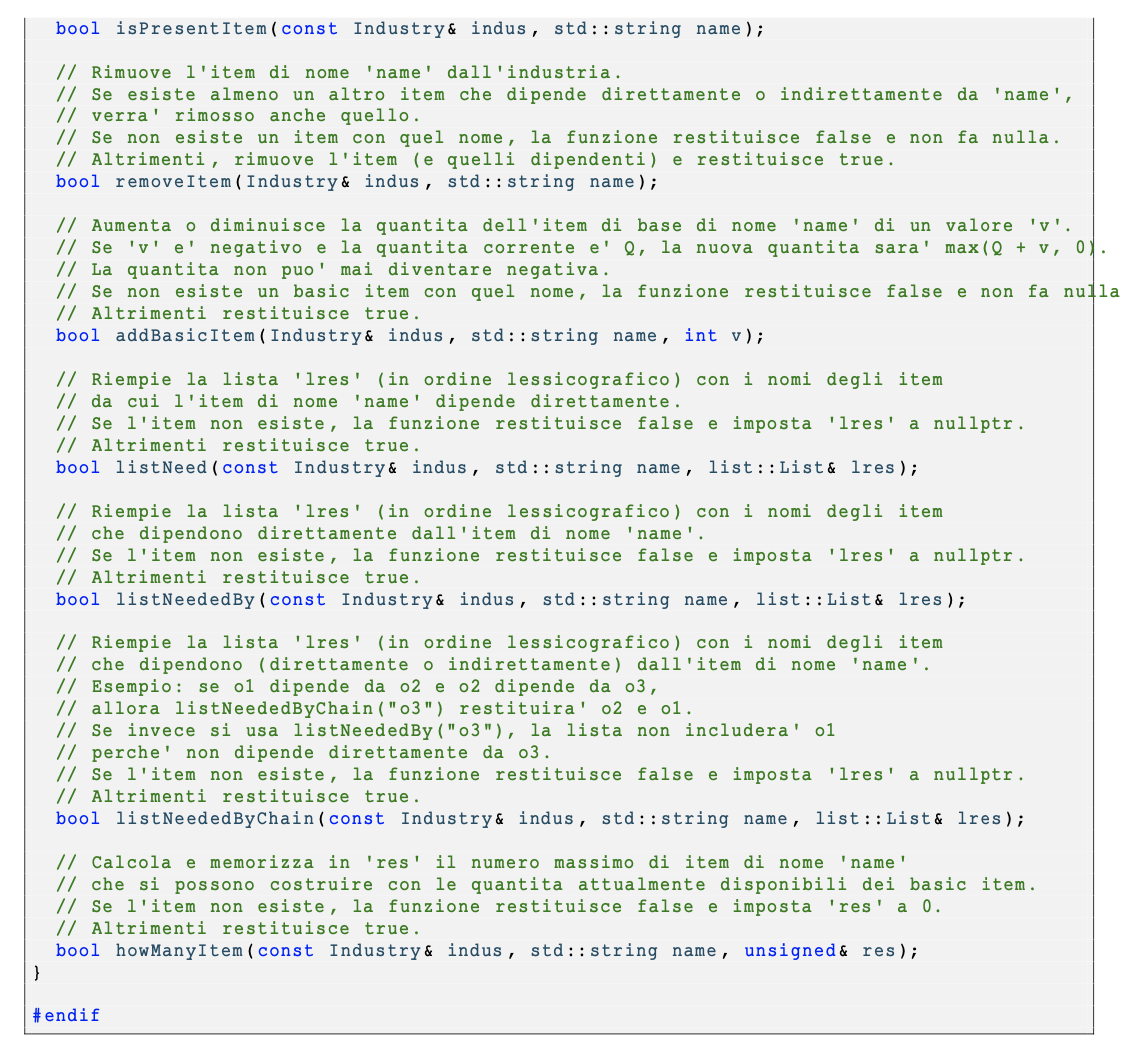 bool isPresentItem(const Industry& indus, std::string name);
// Rimuove l'item di nome 'name' dall'industria.
// Se esiste almeno un altro item che dipende direttamente o indirettamente da 'name',
// verra' rimosso anche quello.
// Se non esiste un item con quel nome, la funzione restituisce false e non fa nulla.
// Altrimenti, rimuove l'item (e quelli dipendenti) e restituisce true.
bool removeItem(Industry& indus, std::string name);
// Aumenta o diminuisce la quantita dell'item di base di nome 'name' di un valore 'v'.
// Se 'v' e' negativo e la quantita corrente e' Q, la nuova quantita sara' max(Q + v, 0).
// La quantita non puo' mai diventare negativa.
// Se non esiste un basic item con quel nome, la funzione restituisce false e non fa nulla
// Altrimenti restituisce true.
bool addBasicItem(Industry& indus, std::string name, int v);
// Riempie la lista 'lres' (in ordine lessicografico) con i nomi degli item
// da cui l'item di nome 'name' dipende direttamente.
// Se l'item non esiste, la funzione restituisce false e imposta 'lres' a nullptr.
// Altrimenti restituisce true.
bool listNeed(const Industry& indus, std::string name, list::List& lres);
// Riempie la lista 'lres' (in ordine lessicografico) con i nomi degli item
// che dipendono direttamente dall'item di nome 'name'.
// Se l'item non esiste, la funzione restituisce false e imposta 'lres' a nullptr.
// Altrimenti restituisce true.
bool listNeededBy(const Industry& indus, std::string name, list::List& lres);
// Riempie la lista 'lres' (in ordine lessicografico) con i nomi degli item
// che dipendono (direttamente o indirettamente) dall'item di nome 'name'.
// Esempio: se o1 dipende da o2 e o2 dipende da o3,
// allora listNeededByChain("o3") restituira' o2 e o1.
// Se invece si usa listNeededBy("o3"), la lista non includera' o1
// perche' non dipende direttamente da o3.
// Se l'item non esiste, la funzione restituisce false e imposta 'lres' a nullptr.
// Altrimenti restituisce true.
bool listNeededByChain(const Industry& indus, std::string name, list::List& lres);
// Calcola e memorizza in 'res' il numero massimo di item di nome 'name'
// che si possono costruire con le quantita attualmente disponibili dei basic item.
// Se l'item non esiste, la funzione restituisce false e imposta 'res' a 0.
// Altrimenti restituisce true.
bool howManyItem(const Industry& indus, std::string name, unsigned& res);
}
#endif